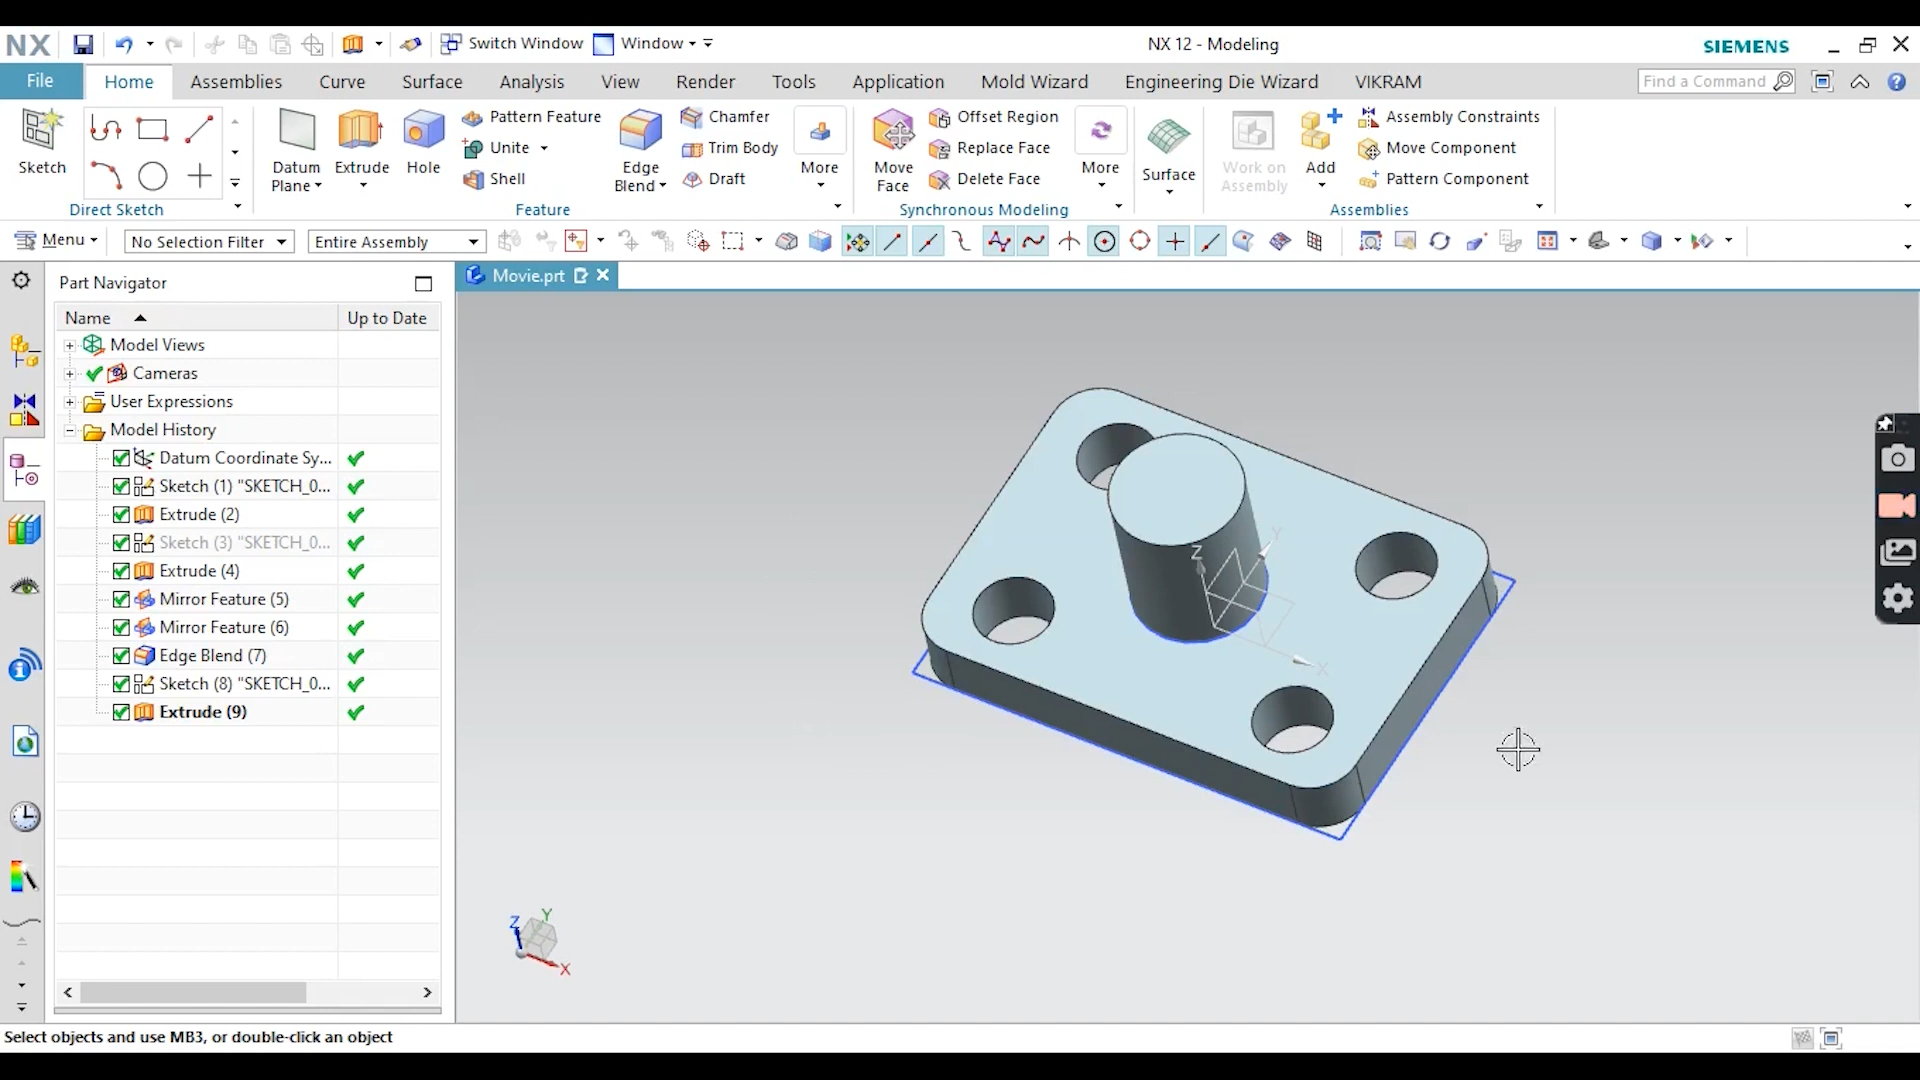 NX Switch Window Window NX 12 - Modeling SIEMENS
File Home Assemblies Curve Surface Analysis View Render Tools Application Mold Wizard Engineering Die Wizard VIKRAM Find a Command
Sketch
Direct Sketch
Datum Plane
Extrude
Hole
Pattern Feature
Unite
Shell
Edge Blend
Chamfer
Trim Body
Draft
More
Feature
Move Face
Offset Region
Replace Face
Delete Face
More
Synchronous Modeling
Surface
Work on Assembly
Add
Assembly Constraints
Move Component
Pattern Component
Assemblies
Menu No Selection Filter Entire Assembly
Part Navigator
Movie.prt
Name Up to Date
Model Views
Cameras
User Expressions
Model History
Datum Coordinate Sy...
Sketch (1) "SKETCH_0...
Extrude (2)
Sketch (3) "SKETCH_0...
Extrude (4)
Mirror Feature (5)
Mirror Feature (6)
Edge Blend (7)
Sketch (8) "SKETCH_0...
Extrude (9)
Z
Y
X
Z
Y
X
Select objects and use MB3, or double-click an object